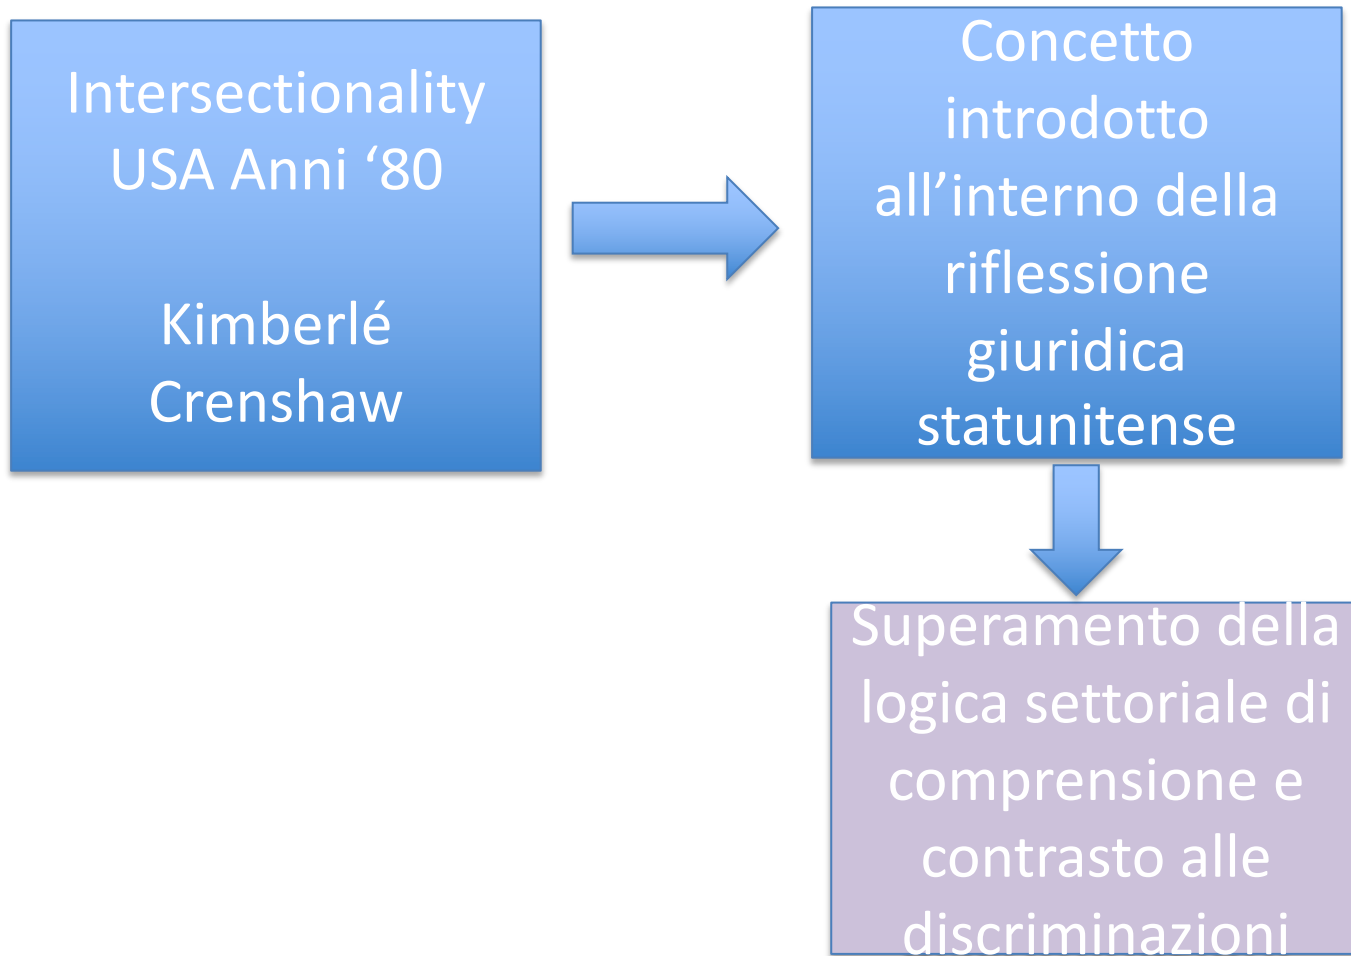 Intersectionality
USA Anni ‘80
Kimberlé
Crenshaw
Concetto
introdotto
all’interno della
riflessione
giuridica
statunitense
Superamento della
logica settoriale di
comprensione e
contrasto alle
discriminazioni